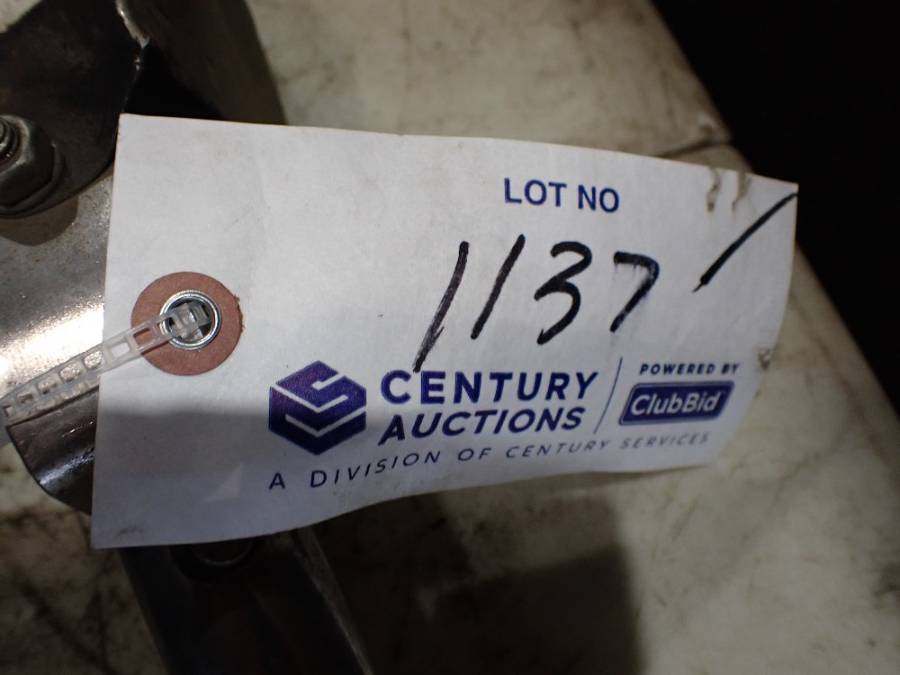 LOT NO
1137
CENTURY
AUCTIONS
A DIVISION OF CENTURY SERVICES
POWERED BY
ClubBid